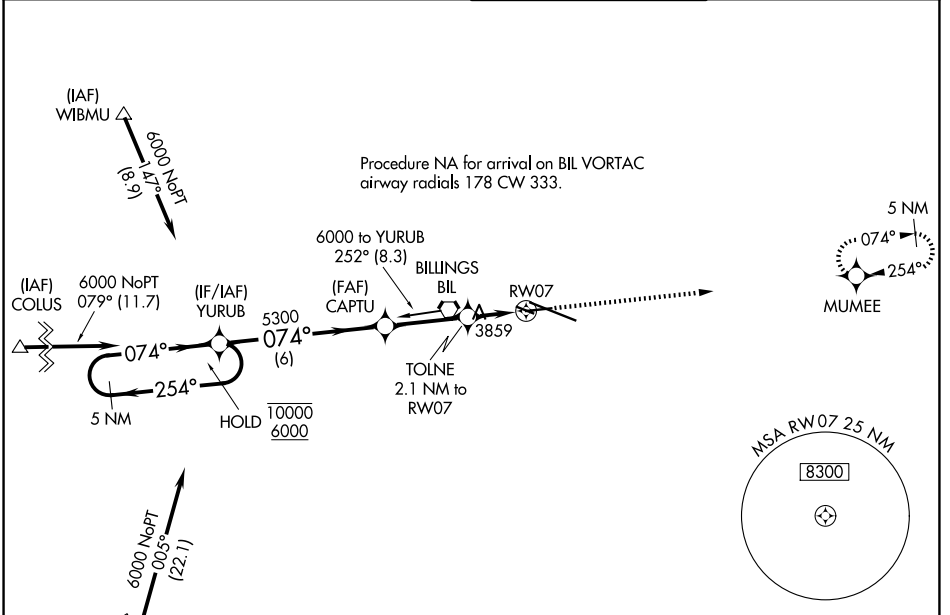 (IAF)
WIBMU
6000 NoPT
147°
(8.9)
Procedure NA for arrival on BIL VORTAC
airway radials 178 CW 333.
5 NM
074°
254°
MUMEE
6000 to YURUB
252° (8.3)
BILLINGS
BIL
(FAF)
CAPTU
RW07
(IAF)
COLUS
6000 NoPT
079° (11.7)
(IF/IAF)
YURUB
5300
074°
(6)
3859
TOLNE
2.1 NM to
RW07
074°
254°
5 NM
HOLD
10000
6000
MSA RW07 25 NM
8300
6000 NoPT
005°
(22.1)